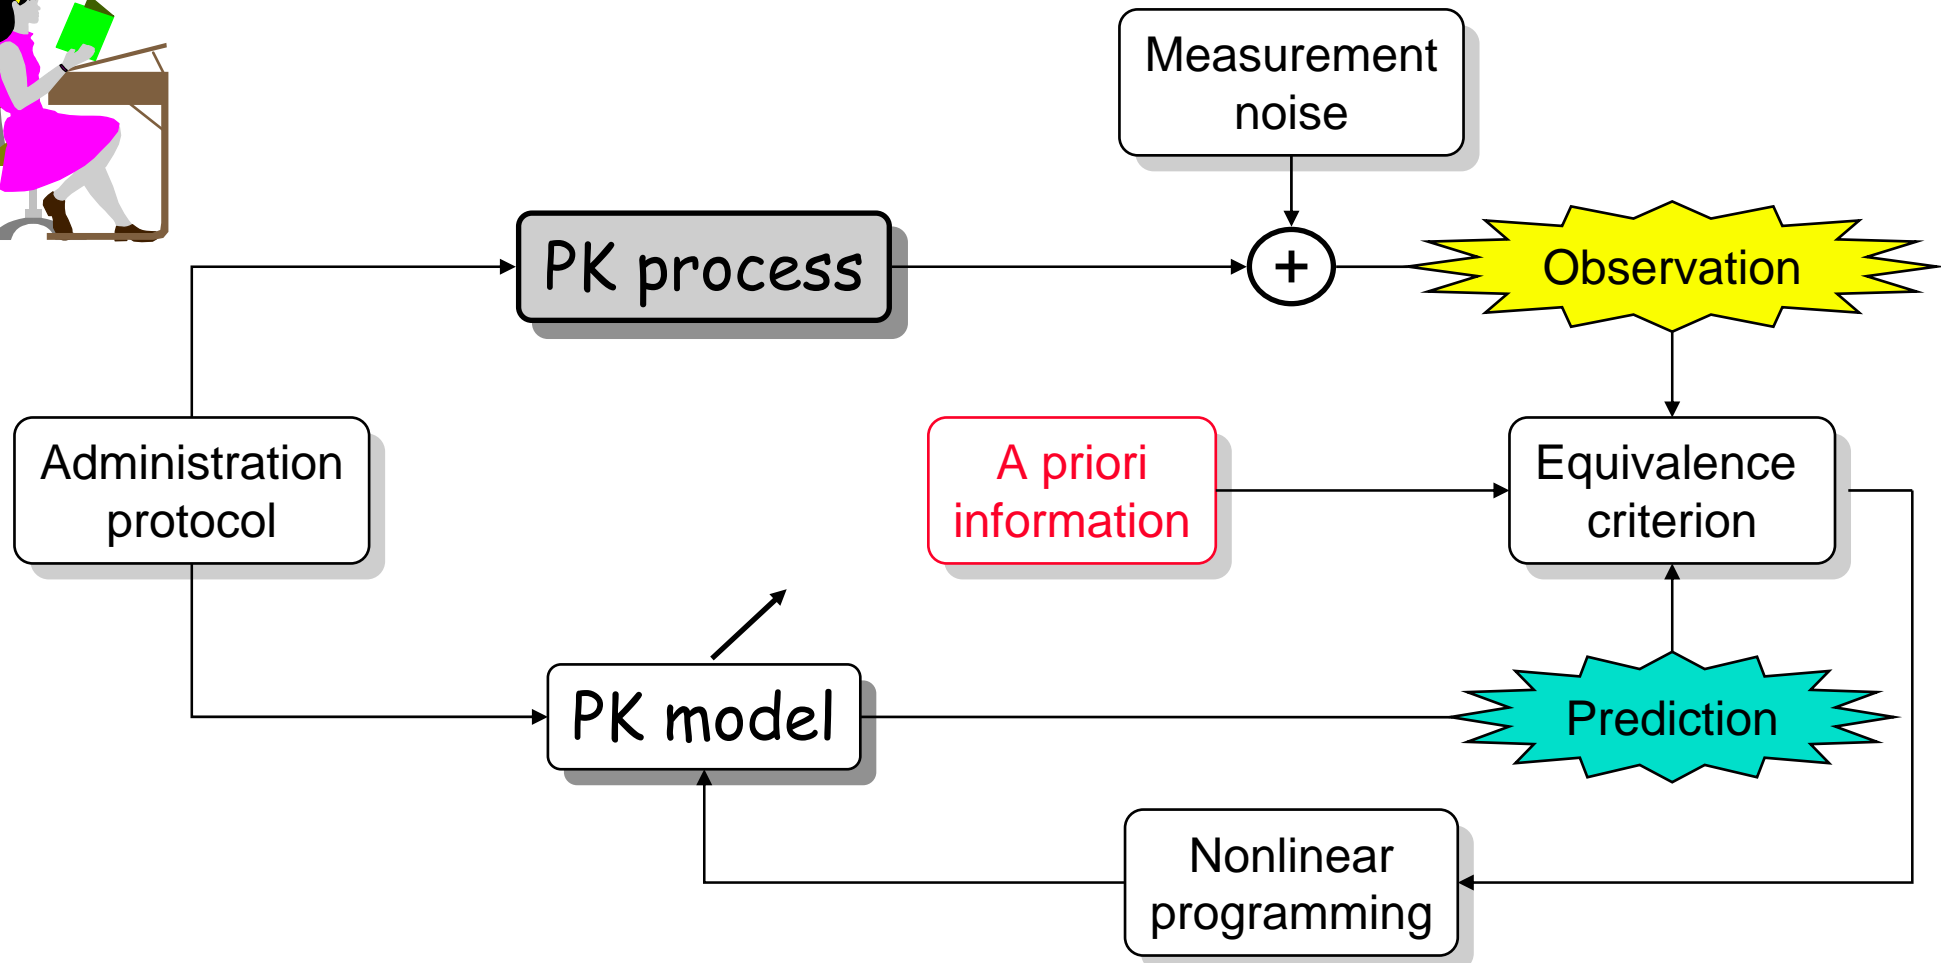 Measurement
noise
PK process
+
Observation
Administration
protocol
A priori
information
Equivalence
criterion
PK model
Prediction
Nonlinear
programming